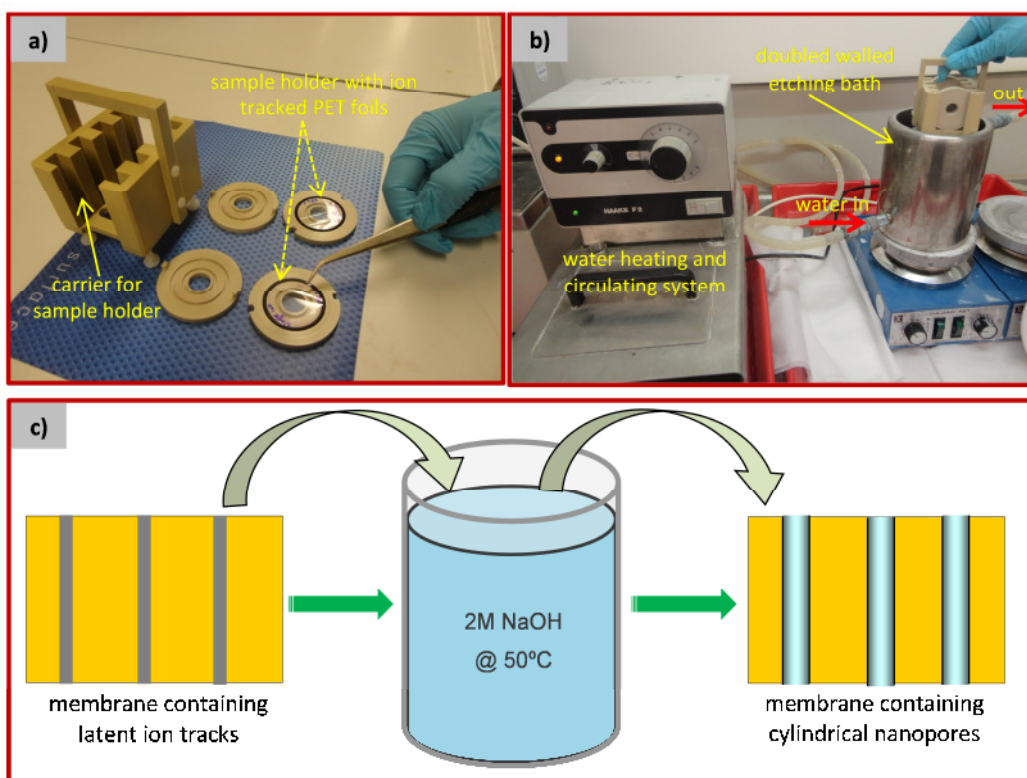 a)
sample holder with ion
tracked PET foils
carrier for
sample holder
b)
doubled walled
etching bath
out
water in
HAAKE F3
water heating and
circulating system
c)
2M NaOH
@ 50ºC
membrane containing
latent ion tracks
membrane containing
cylindrical nanopores